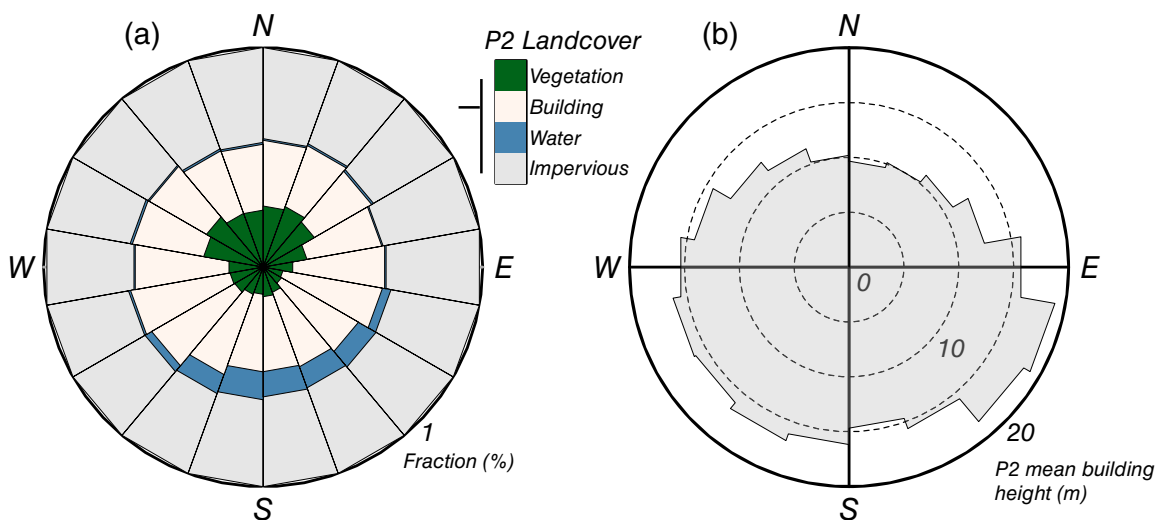 (a)
N
W
E
S
1
Fraction (%)
P2 Landcover
Vegetation
Building
Water
Impervious
(b)
N
W
E
S
0
10
20
P2 mean building
height (m)